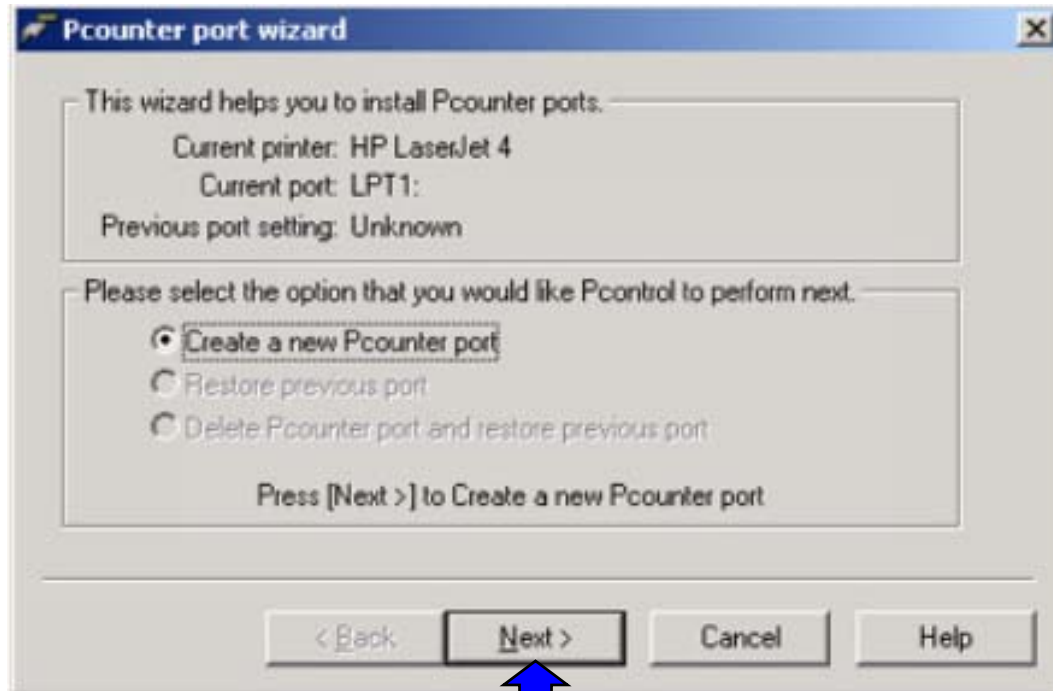 Pcounter port wizard
This wizard helps you to install Pcounter ports.
Current printer: HP LaserJet 4
Current port: LPT1:
Previous port setting: Unknown
Please select the option that you would like Pcontrol to perform next.
Create a new Pcounter port
Restore previous port
Delete Pcounter port and restore previous port
Press [Next >] to Create a new Pcounter port
< Back Next > Cancel Help